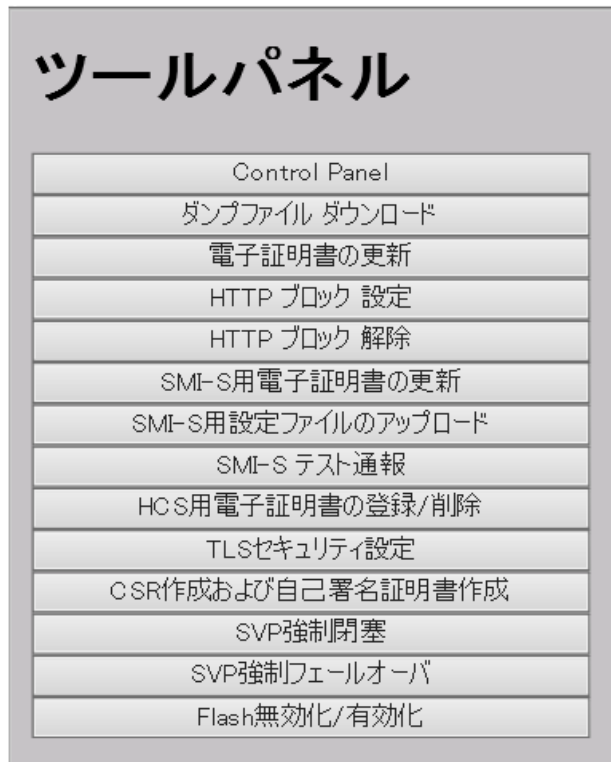 ツールパネル
Control Panel
ダンプファイル ダウンロード
電子証明書の更新
HTTP ブロック 設定
HTTP ブロック 解除
SMI-S用電子証明書の更新
SMI-S用設定ファイルのアップロード
SMI-S テスト通報
HCS用電子証明書の登録/削除
TLSセキュリティ設定
CSR作成および自己署名証明書作成
SVP強制閉塞
SVP強制フェールオーバ
Flash無効化/有効化